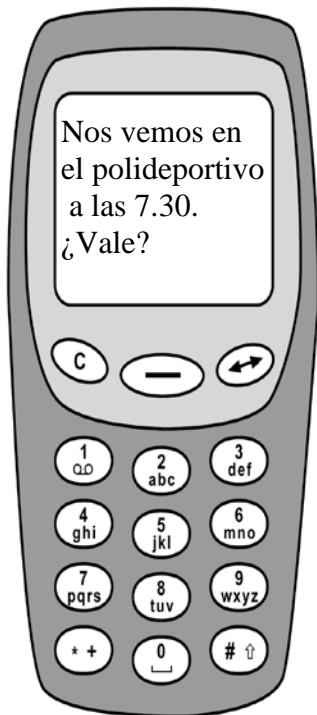 Nos vemos en
el polideportivo
a las 7.30.
¿Vale?
C
1 2 3
abc def
4 5 6
ghi jkl mno
7 8 9
pqrs tuv wxyz
* + 0 # ⇧